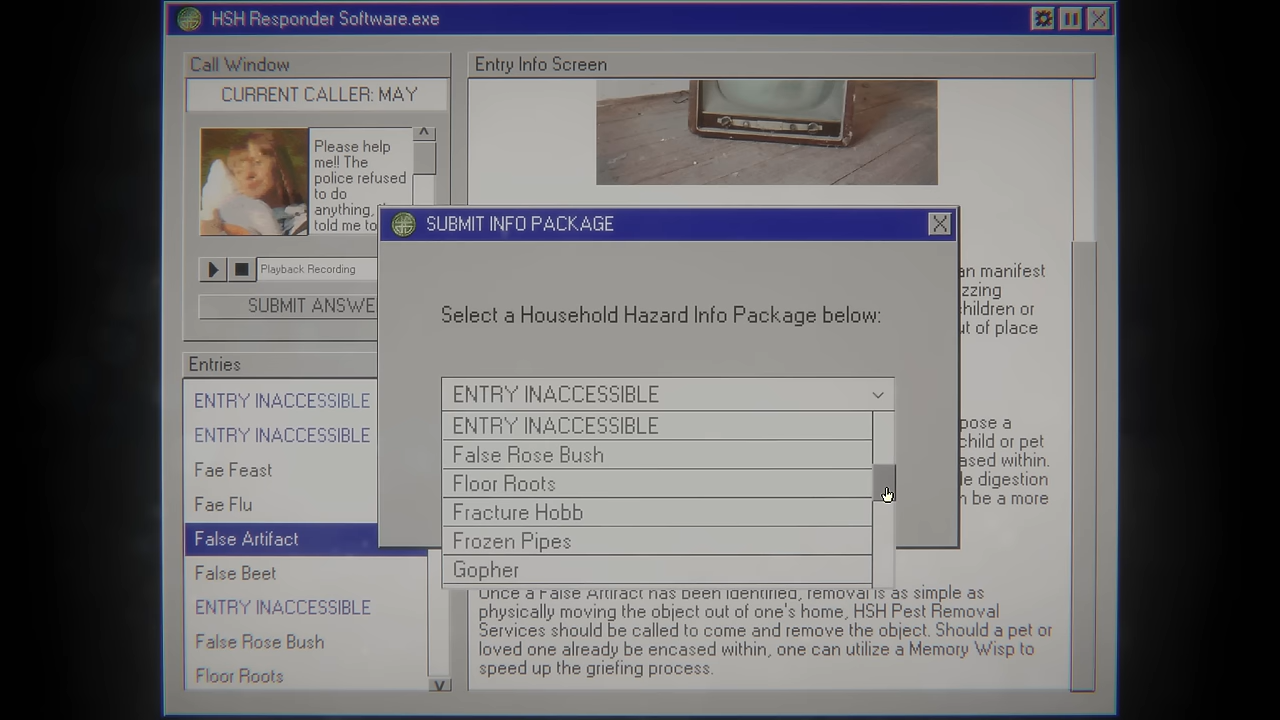 HSH Responder Software.exe
Call Window
CURRENT CALLER: MAY
Please help
me!! The
police refused
to do
anything,
told me to
Playback Recording
SUBMIT ANSWE
Entries
ENTRY INACCESSIBLE
ENTRY INACCESSIBLE
Fae Feast
Fae Flu
False Artifact
False Beet
ENTRY INACCESSIBLE
False Rose Bush
Floor Roots
Entry Info Screen
an manifest
zzing
children or
ut of place
pose a
child or pet
ased within.
le digestion
n be a more
Once a False Artifact has been identified, removal is as simple as
physically moving the object out of one's home, HSH Pest Removal
Services should be called to come and remove the object. Should a pet or
loved one already be encased within, one can utilize a Memory Wisp to
speed up the griefing process.
SUBMIT INFO PACKAGE
Select a Household Hazard Info Package below:
ENTRY INACCESSIBLE
ENTRY INACCESSIBLE
False Rose Bush
Floor Roots
Fracture Hobb
Frozen Pipes
Gopher